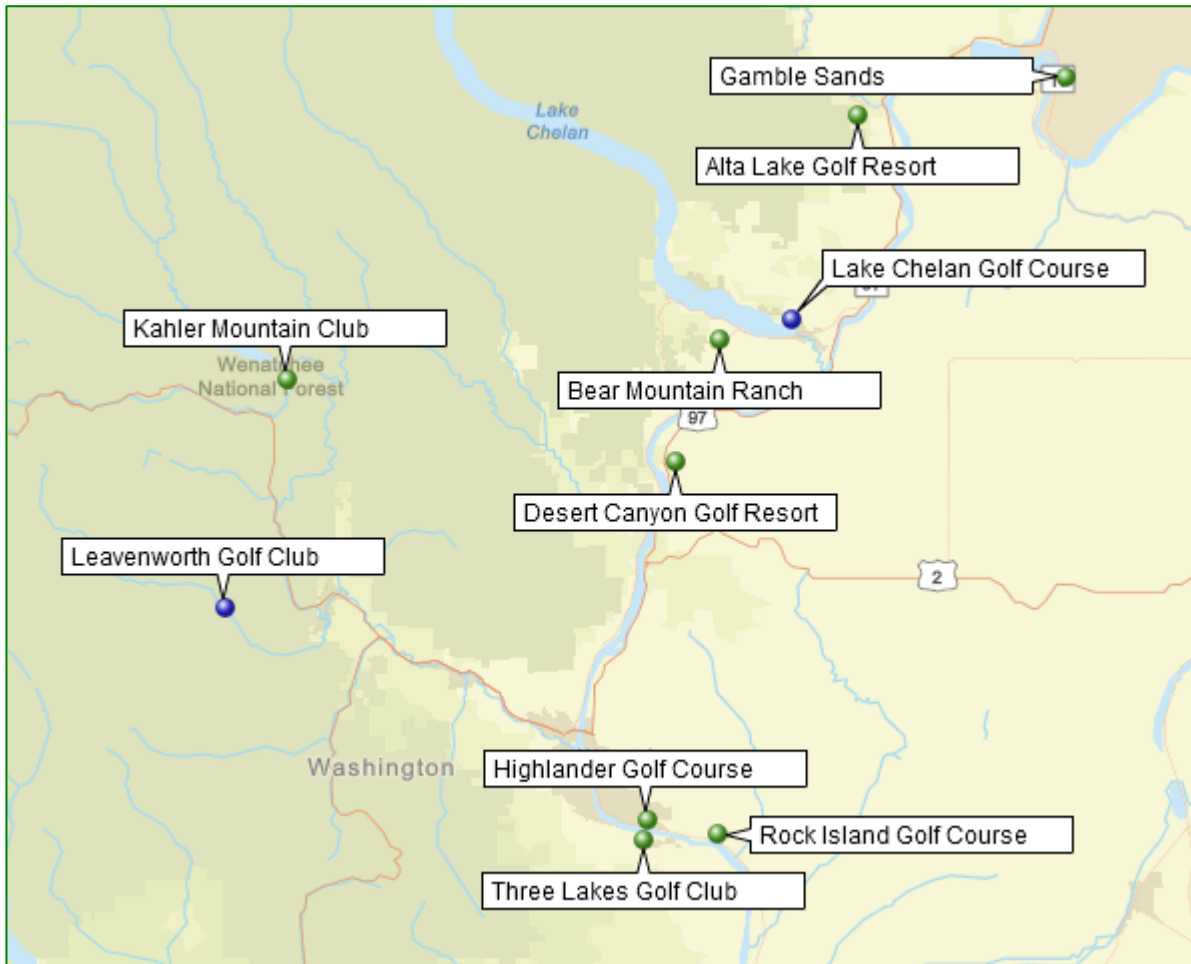 Gamble Sands
Lake
Chelan
Alta Lake Golf Resort
Lake Chelan Golf Course
Kahler Mountain Club
Wenatchee
National Forest
Bear Mountain Ranch
97
Desert Canyon Golf Resort
Leavenworth Golf Club
2
Washington
Highlander Golf Course
Rock Island Golf Course
Three Lakes Golf Club